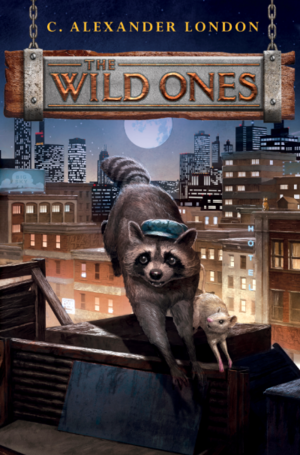 C. ALEXANDER LONDON
THE
WILD ONES